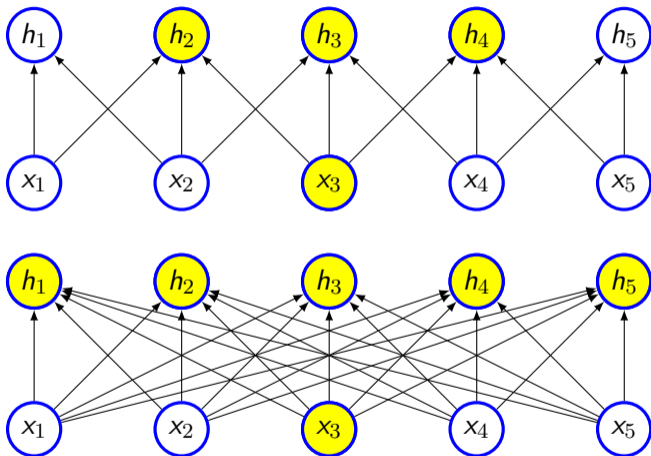 h₁ h₂ h₃ h₄ h₅
x₁ x₂ x₃ x₄ x₅
h₁ h₂ h₃ h₄ h₅
x₁ x₂ x₃ x₄ x₅